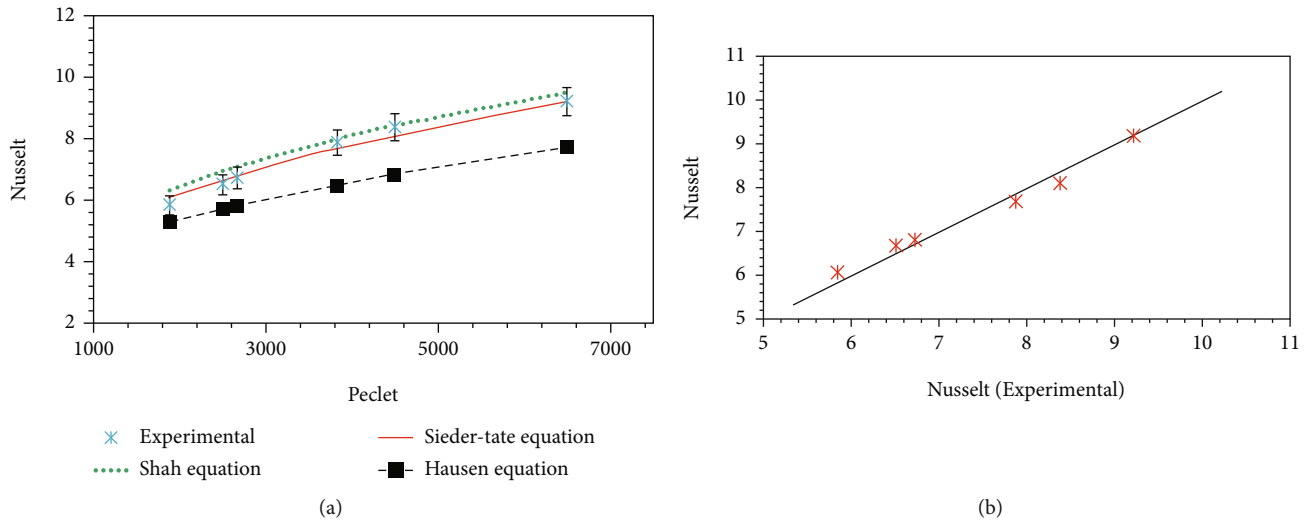 12
10
8
6
4
2
Nusselt
1000
3000
5000
7000
Peclet
Experimental
Sieder-tate equation
Shah equation
Hausen equation
(a)
11
10
9
8
7
6
5
Nusselt
5
6
7
8
9
10
11
Nusselt (Experimental)
(b)